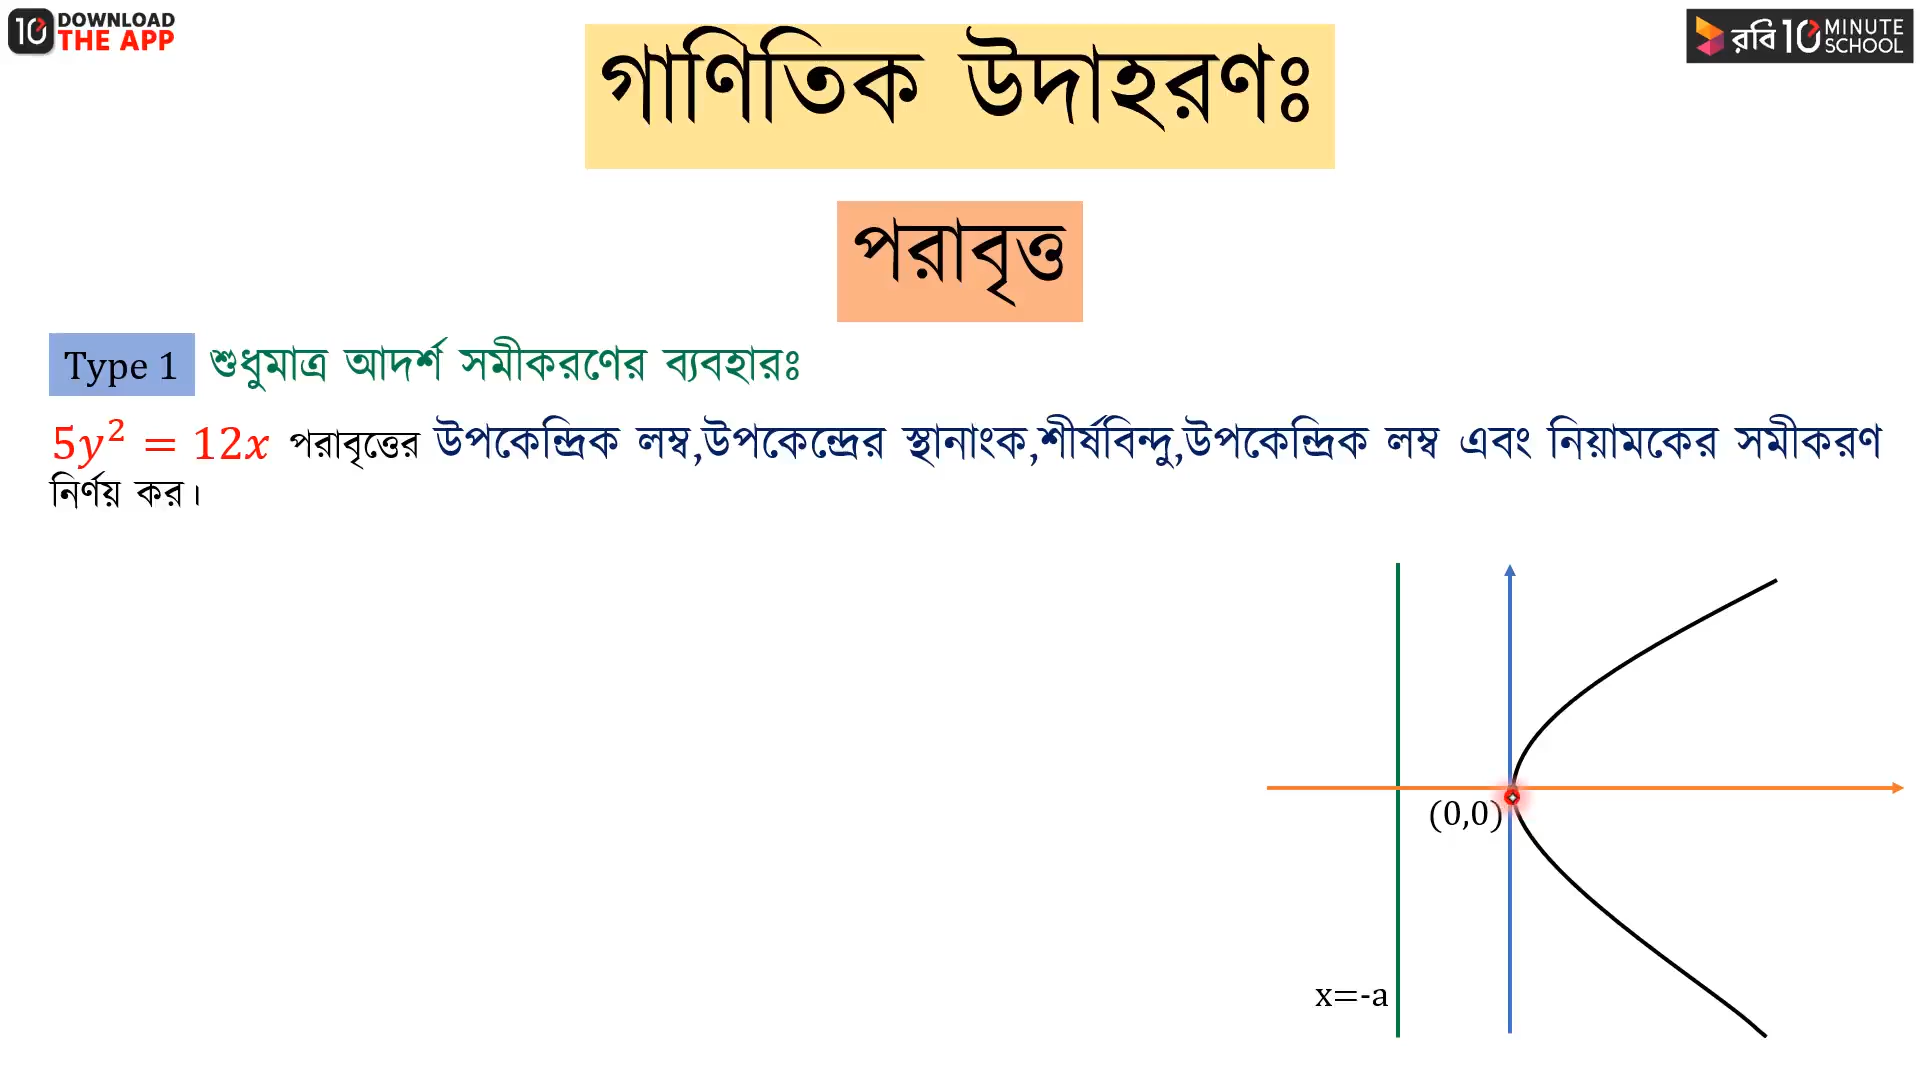 10 DOWNLOAD THE APP
রবি 10 MINUTE SCHOOL
গাণিতিক উদাহরণঃ
পরাবৃত্ত
Type 1 শুধুমাত্র আদর্শ সমীকরণের ব্যবহারঃ
5y² = 12x পরাবৃত্তের উপকেন্দ্রিক লম্ব,উপকেন্দ্রের স্থানাংক,শীর্ষবিন্দু,উপকেন্দ্রিক লম্ব এবং নিয়ামকের সমীকরণ
নির্ণয় কর।
(0,0)
x=-a